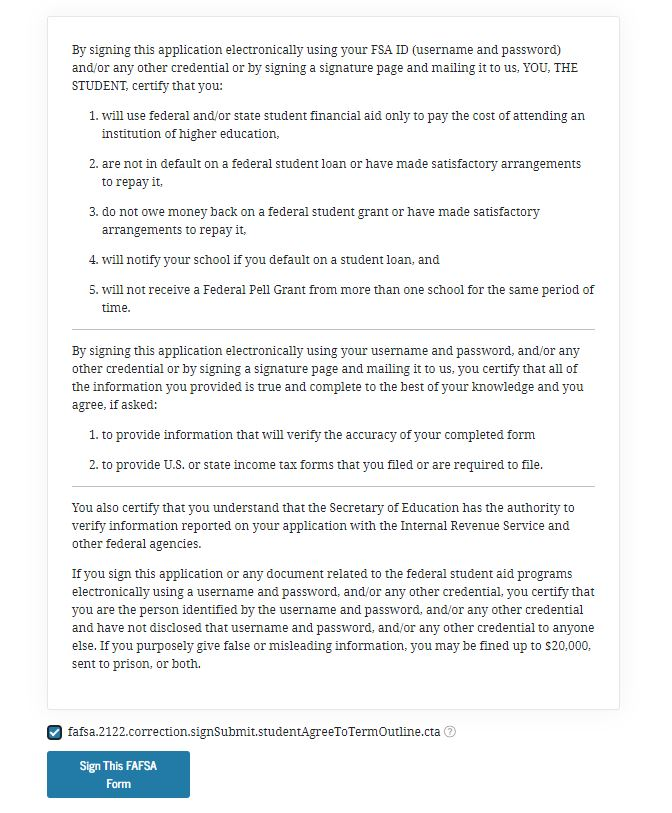 By signing this application electronically using your FSA ID (username and password)
and/or any other credential or by signing a signature page and mailing it to us, YOU, THE
STUDENT, certify that you:
1. will use federal and/or state student financial aid only to pay the cost of attending an
institution of higher education,
2. are not in default on a federal student loan or have made satisfactory arrangements
to repay it,
3. do not owe money back on a federal student grant or have made satisfactory
arrangements to repay it,
4. will notify your school if you default on a student loan, and
5. will not receive a Federal Pell Grant from more than one school for the same period of
time.
By signing this application electronically using your username and password, and/or any
other credential or by signing a signature page and mailing it to us, you certify that all of
the information you provided is true and complete to the best of your knowledge and you
agree, if asked:
1. to provide information that will verify the accuracy of your completed form
2. to provide U.S. or state income tax forms that you filed or are required to file.
You also certify that you understand that the Secretary of Education has the authority to
verify information reported on your application with the Internal Revenue Service and
other federal agencies.
If you sign this application or any document related to the federal student aid programs
electronically using a username and password, and/or any other credential, you certify that
you are the person identified by the username and password, and/or any other credential
and have not disclosed that username and password, and/or any other credential to anyone
else. If you purposely give false or misleading information, you may be fined up to $20,000,
sent to prison, or both.
fafsa.2122.correction.signSubmit.studentAgreeToTermOutline.cta ?
Sign This FAFSA
Form